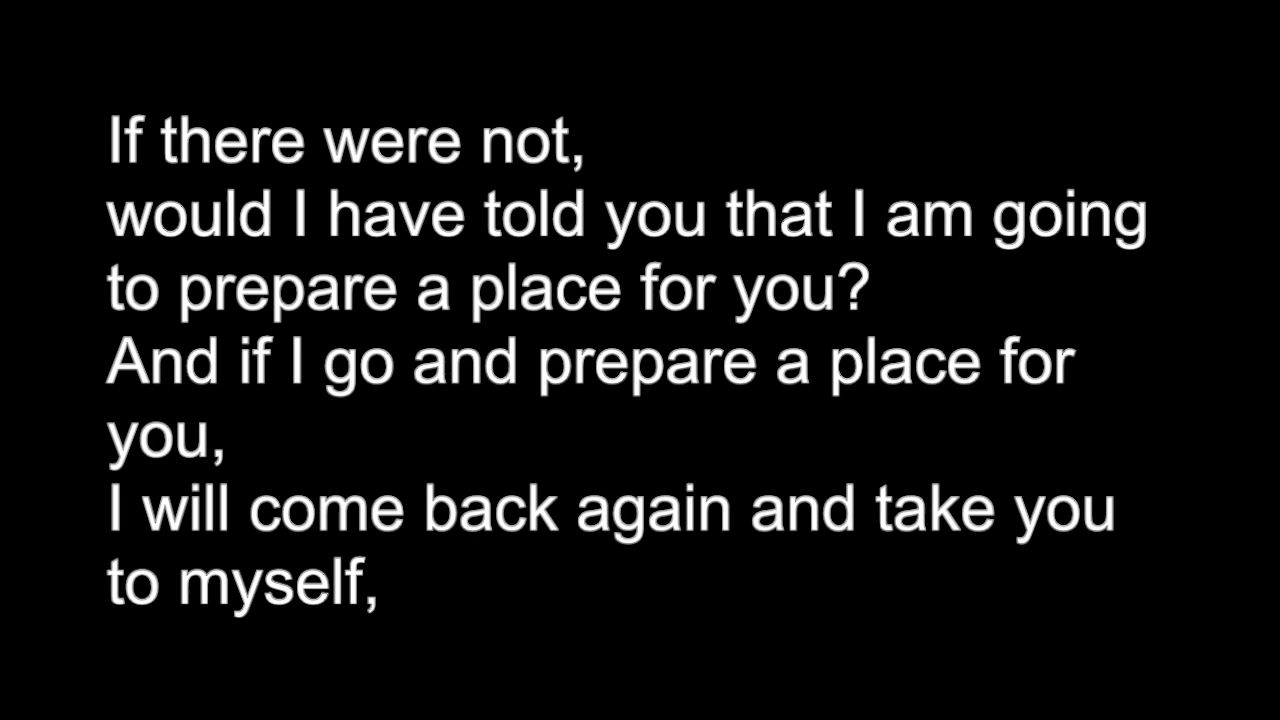 If there were not,
would I have told you that I am going
to prepare a place for you?
And if I go and prepare a place for
you,
I will come back again and take you
to myself,